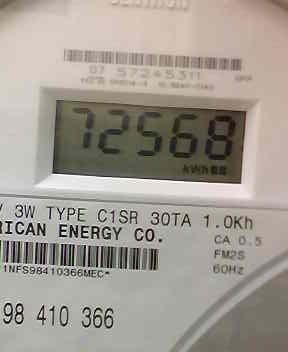 07 57245311
72568
kWh
V 3W TYPE C1SR 30TA 1.0Kh
RICAN ENERGY CO.
CA 0.5
FM2S
1NFS98410366MEC*
60Hz
98 410 366